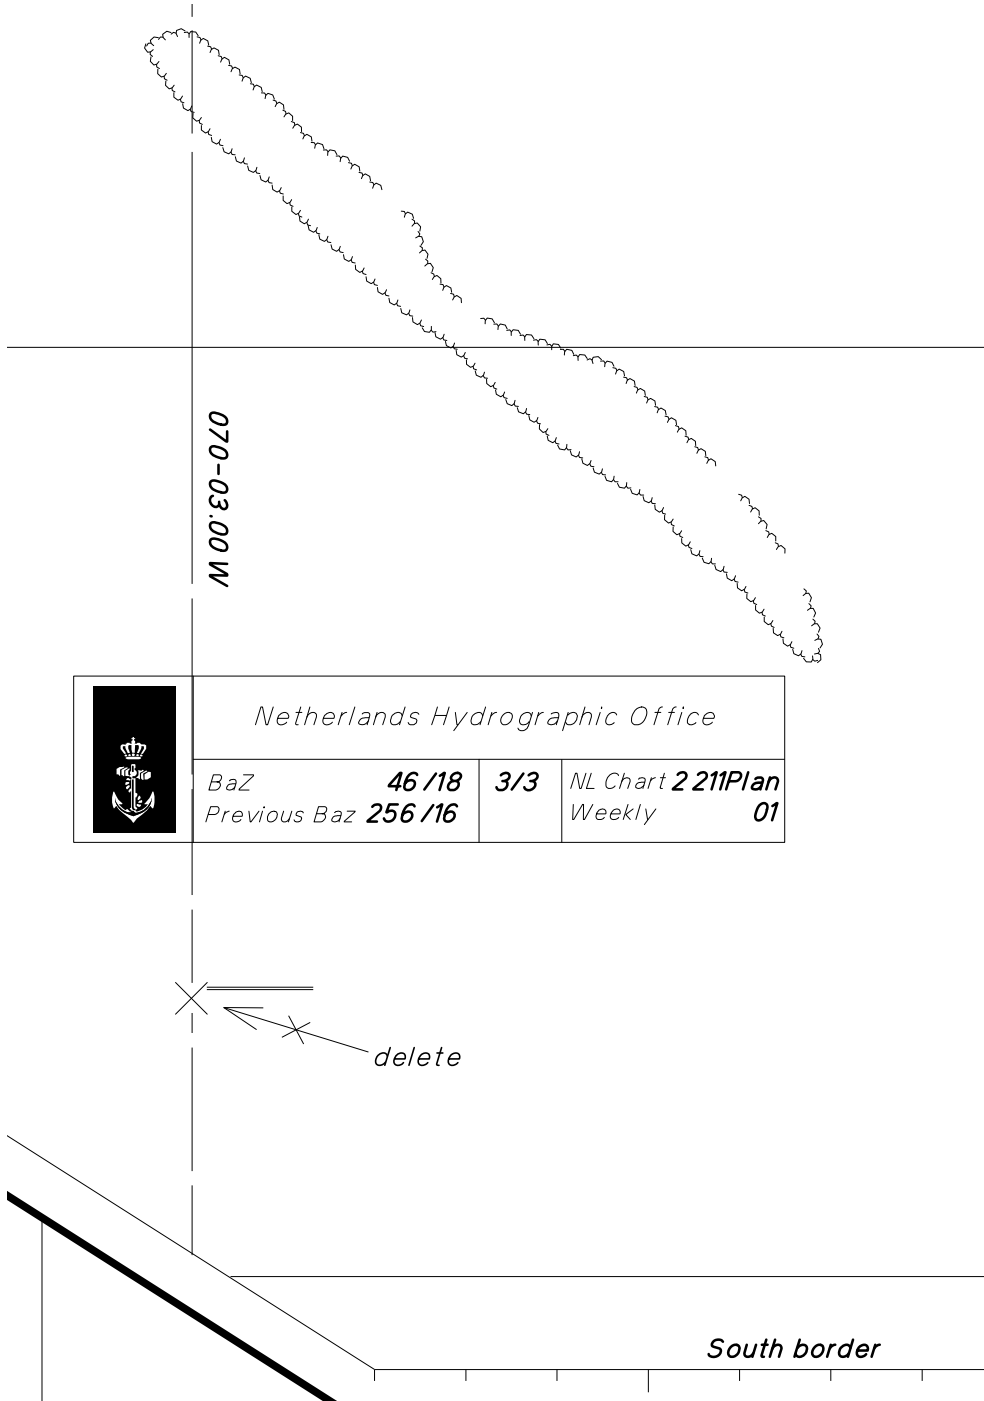 070-03.00 W
Netherlands Hydrographic Office
BaZ 46/18 3/3 NL Chart 2211Plan
Previous Baz 256/16 Weekly 01
delete
South border